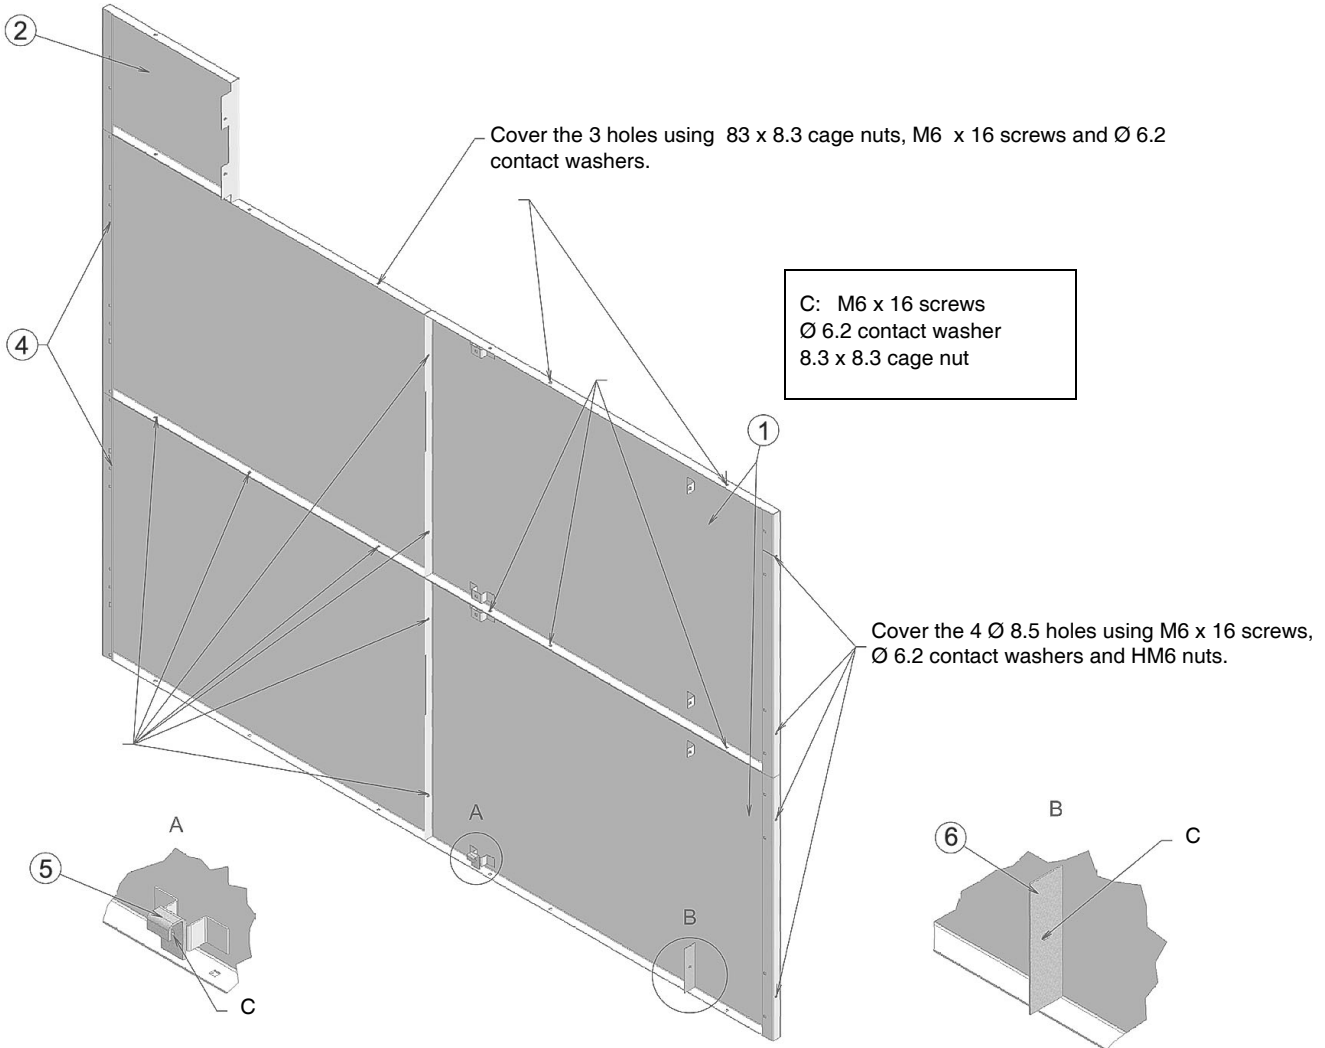 2
Cover the 3 holes using  83 x 8.3 cage nuts, M6  x 16 screws and Ø 6.2
contact washers.
C:   M6 x 16 screws
Ø 6.2 contact washer
8.3 x 8.3 cage nut
4
1
Cover the 4 Ø 8.5 holes using M6 x 16 screws,
Ø 6.2 contact washers and HM6 nuts.
A
B
A
5
C
B
6
C